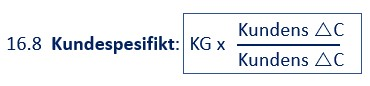 16.8 Kundespesifikt: KG x Kundens △C
Kundens △C